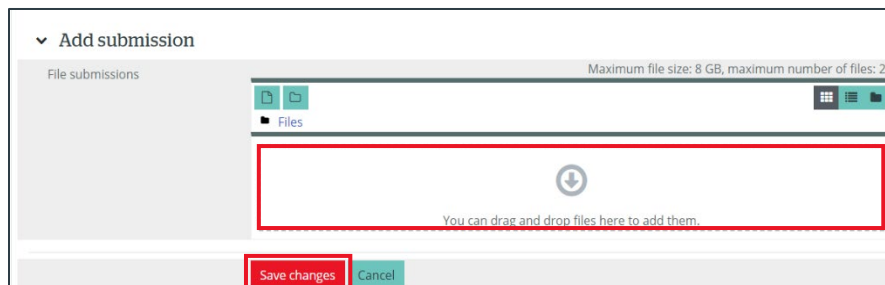 Add submission
File submissions
Maximum file size: 8 GB, maximum number of files: 2
Files
You can drag and drop files here to add them.
Save changes
Cancel